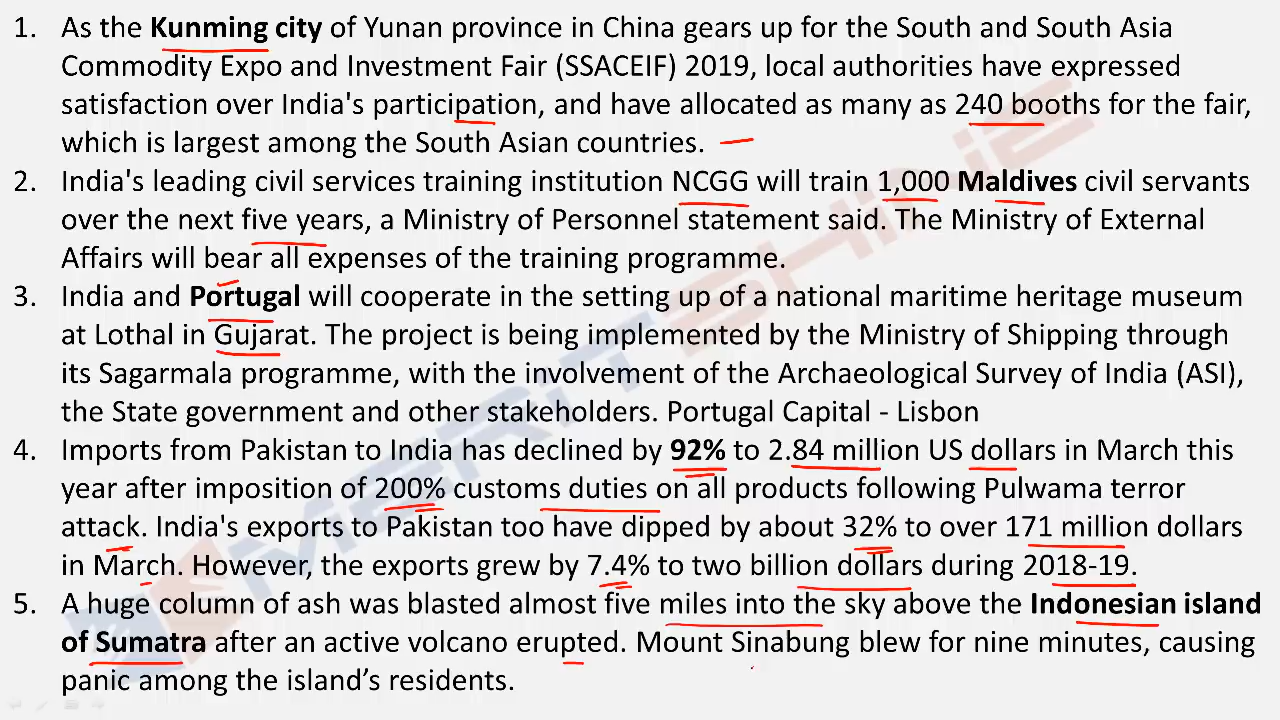 1. As the Kunming city of Yunan province in China gears up for the South and South Asia
Commodity Expo and Investment Fair (SSACEIF) 2019, local authorities have expressed
satisfaction over India's participation, and have allocated as many as 240 booths for the fair,
which is largest among the South Asian countries.
2. India's leading civil services training institution NCGG will train 1,000 Maldives civil servants
over the next five years, a Ministry of Personnel statement said. The Ministry of External
Affairs will bear all expenses of the training programme.
3. India and Portugal will cooperate in the setting up of a national maritime heritage museum
at Lothal in Gujarat. The project is being implemented by the Ministry of Shipping through
its Sagarmala programme, with the involvement of the Archaeological Survey of India (ASI),
the State government and other stakeholders. Portugal Capital - Lisbon
4. Imports from Pakistan to India has declined by 92% to 2.84 million US dollars in March this
year after imposition of 200% customs duties on all products following Pulwama terror
attack. India's exports to Pakistan too have dipped by about 32% to over 171 million dollars
in March. However, the exports grew by 7.4% to two billion dollars during 2018-19.
5. A huge column of ash was blasted almost five miles into the sky above the Indonesian island
of Sumatra after an active volcano erupted. Mount Sinabung blew for nine minutes, causing
panic among the island’s residents.
MERIT SHINE